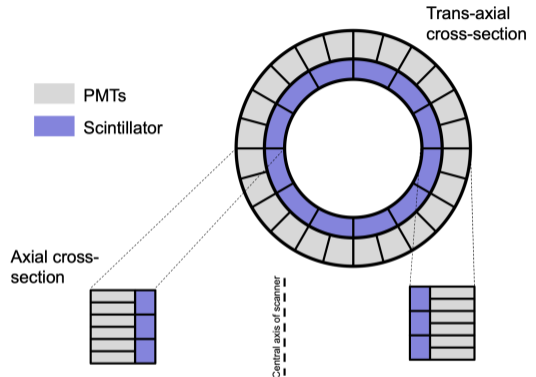 Trans-axial
cross-section
PMTs
Scintillator
Axial cross-
section
Central axis of scanner